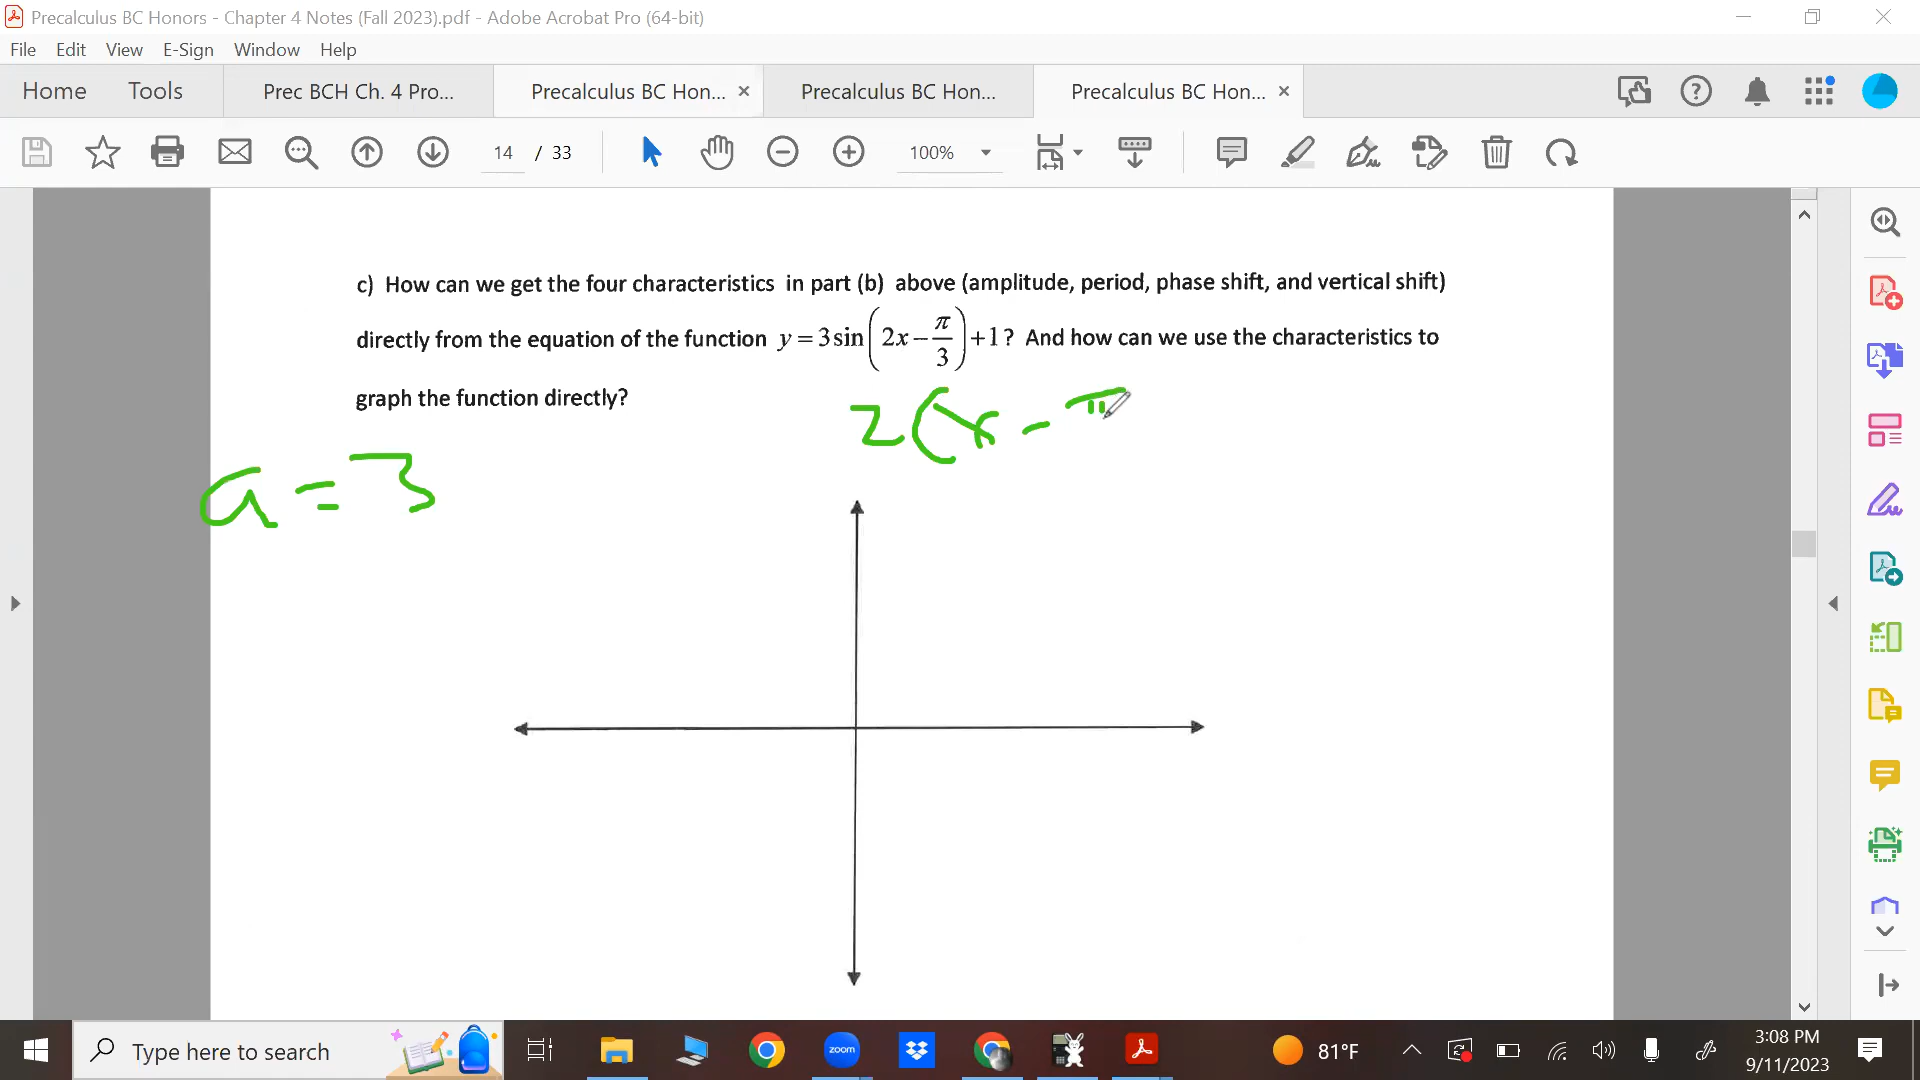 Precalculus BC Honors - Chapter 4 Notes (Fall 2023).pdf - Adobe Acrobat Pro (64-bit)
File Edit View E-Sign Window Help
Home Tools Prec BCH Ch. 4 Pro... Precalculus BC Hon... × Precalculus BC Hon... Precalculus BC Hon... ×
14 / 33 100%
c) How can we get the four characteristics in part (b) above (amplitude, period, phase shift, and vertical shift)
directly from the equation of the function y = 3 sin(2x − π/3) + 1? And how can we use the characteristics to
graph the function directly?
2(x - π
a = 3
Type here to search zoom 81°F 3:08 PM
9/11/2023